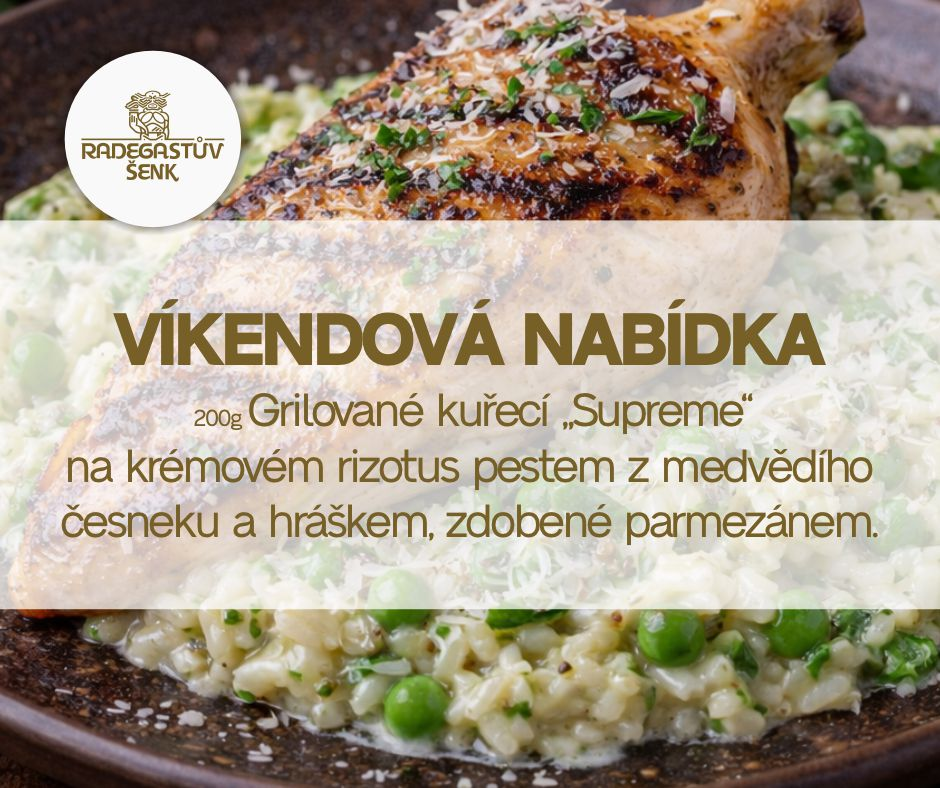 RADEGASTŮV
ŠENK
VÍKENDOVÁ NABÍDKA
200g Grilované kuřecí „Supreme“
na krémovém rizotus pestem z medvědího
česneku a hráškem, zdobené parmezánem.